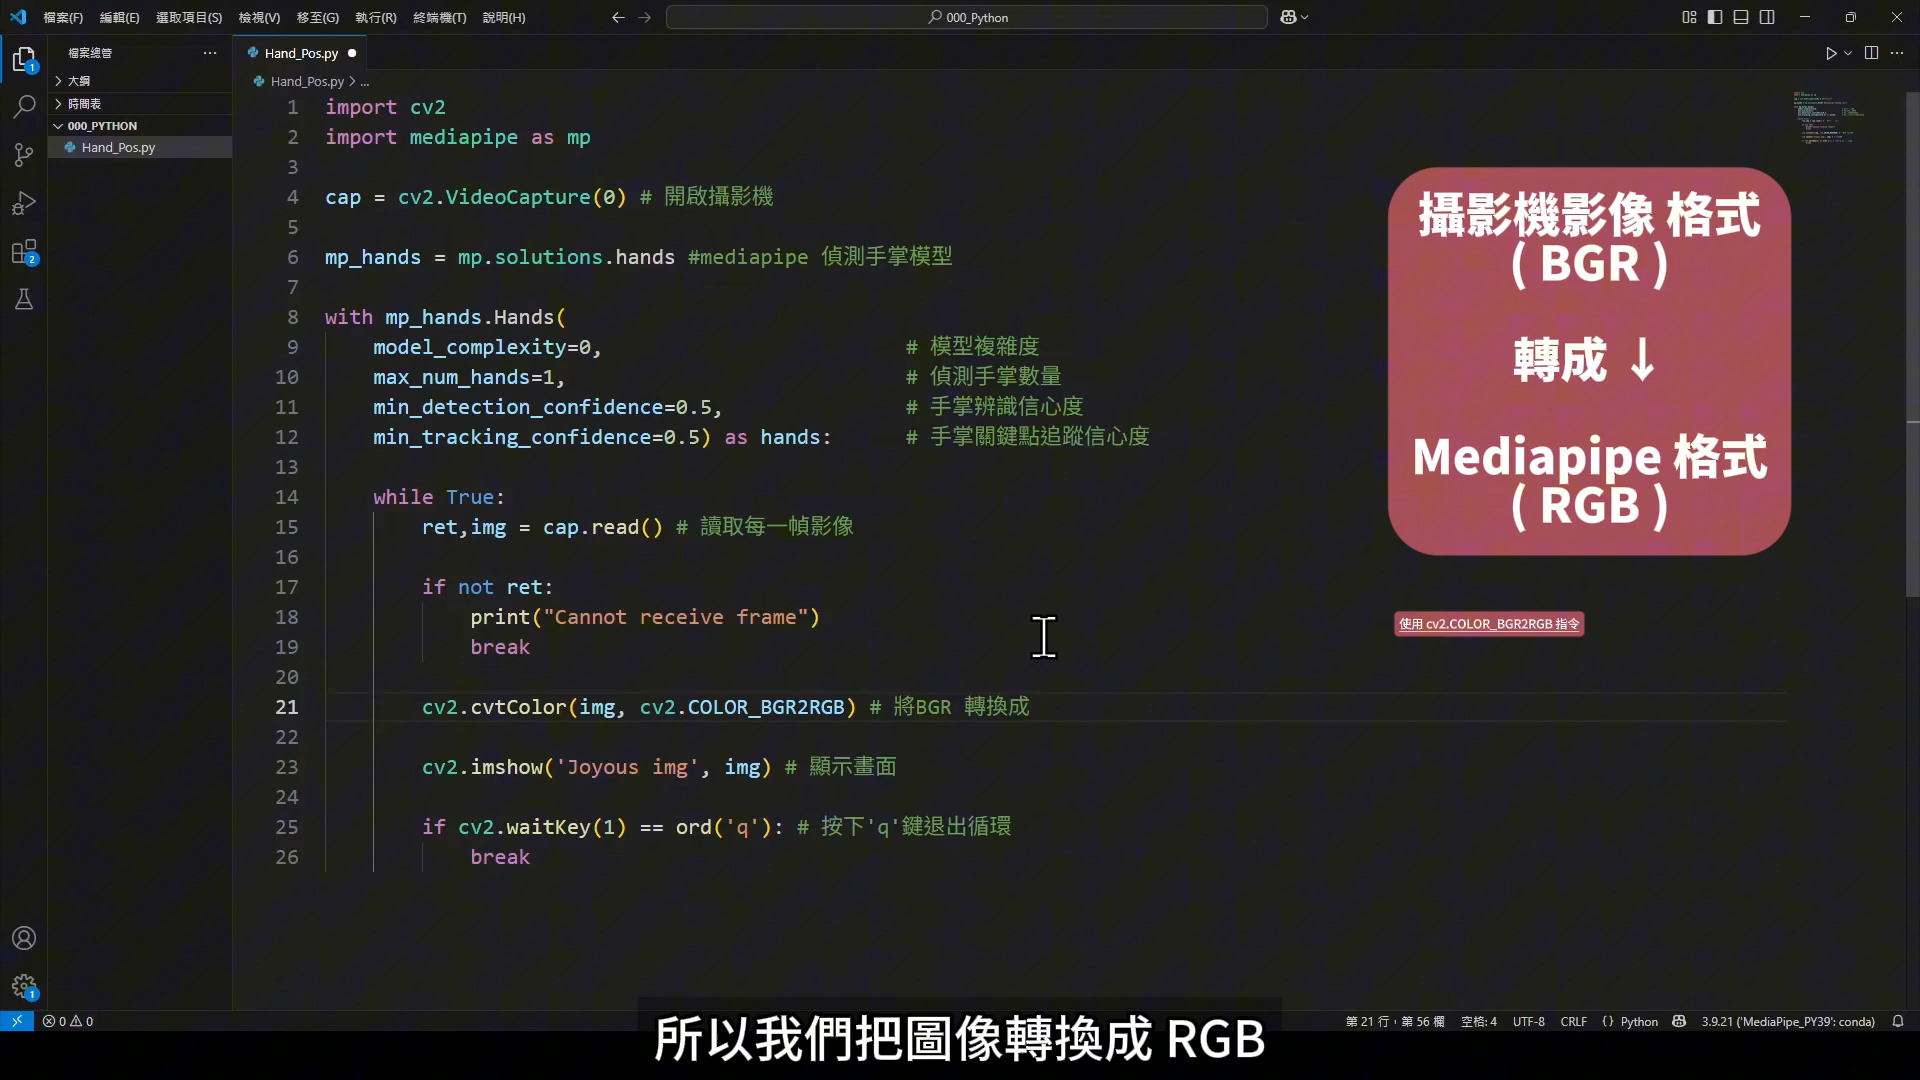 檔案(F) 編輯(E) 選取項目(S) 檢視(V) 移至(G) 執行(R) 終端機(T) 說明(H)
000_Python
檔案總管
大綱
時間表
000_PYTHON
Hand_Pos.py
Hand_Pos.py
Hand_Pos.py > ...
1 import cv2
2 import mediapipe as mp
3
4 cap = cv2.VideoCapture(0) # 開啟攝影機
5
6 mp_hands = mp.solutions.hands #mediapipe 偵測手掌模型
7
8 with mp_hands.Hands(
9 model_complexity=0, # 模型複雜度
10 max_num_hands=1, # 偵測手掌數量
11 min_detection_confidence=0.5, # 手掌辨識信心度
12 min_tracking_confidence=0.5) as hands: # 手掌關鍵點追蹤信心度
13
14 while True:
15 ret,img = cap.read() # 讀取每一幀影像
16
17 if not ret:
18 print("Cannot receive frame")
19 break
20
21 cv2.cvtColor(img, cv2.COLOR_BGR2RGB) # 將BGR 轉換成
22
23 cv2.imshow('Joyous img', img) # 顯示畫面
24
25 if cv2.waitKey(1) == ord('q'): # 按下'q'鍵退出循環
26 break
攝影機影像 格式
( BGR )
轉成 ↓
Mediapipe 格式
( RGB )
使用 cv2.COLOR_BGR2RGB 指令
1
2
1
0 0
第 21 行，第 56 欄 空格: 4 UTF-8 CRLF { } Python 3.9.21 ('MediaPipe_PY39': conda)
所以我們把圖像轉換成 RGB